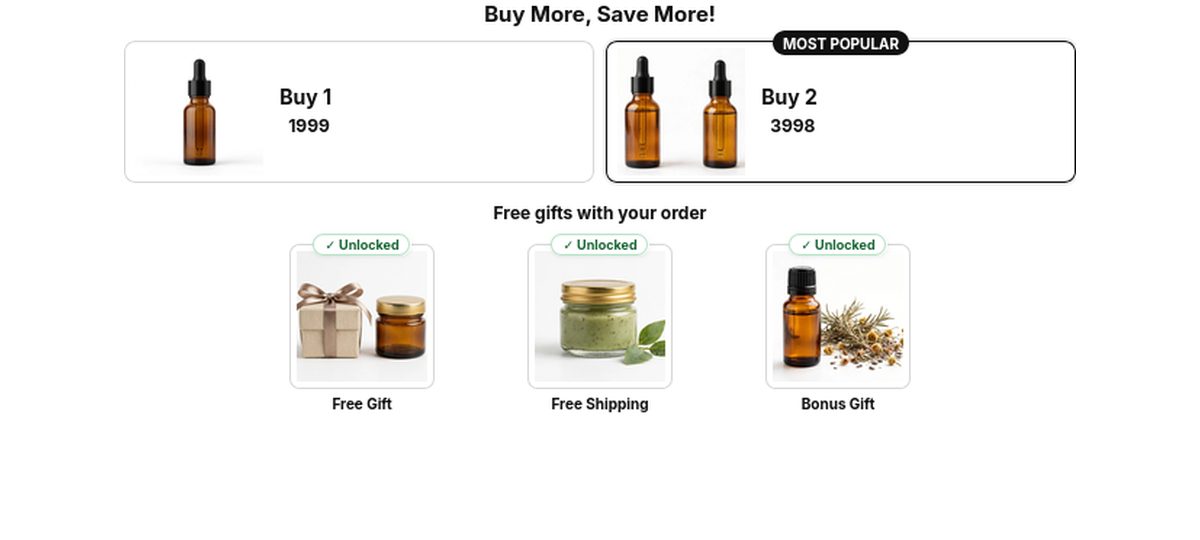 Buy More, Save More!
MOST POPULAR
Buy 1
1999
Buy 2
3998
Free gifts with your order
✓ Unlocked
✓ Unlocked
✓ Unlocked
Free Gift
Free Shipping
Bonus Gift